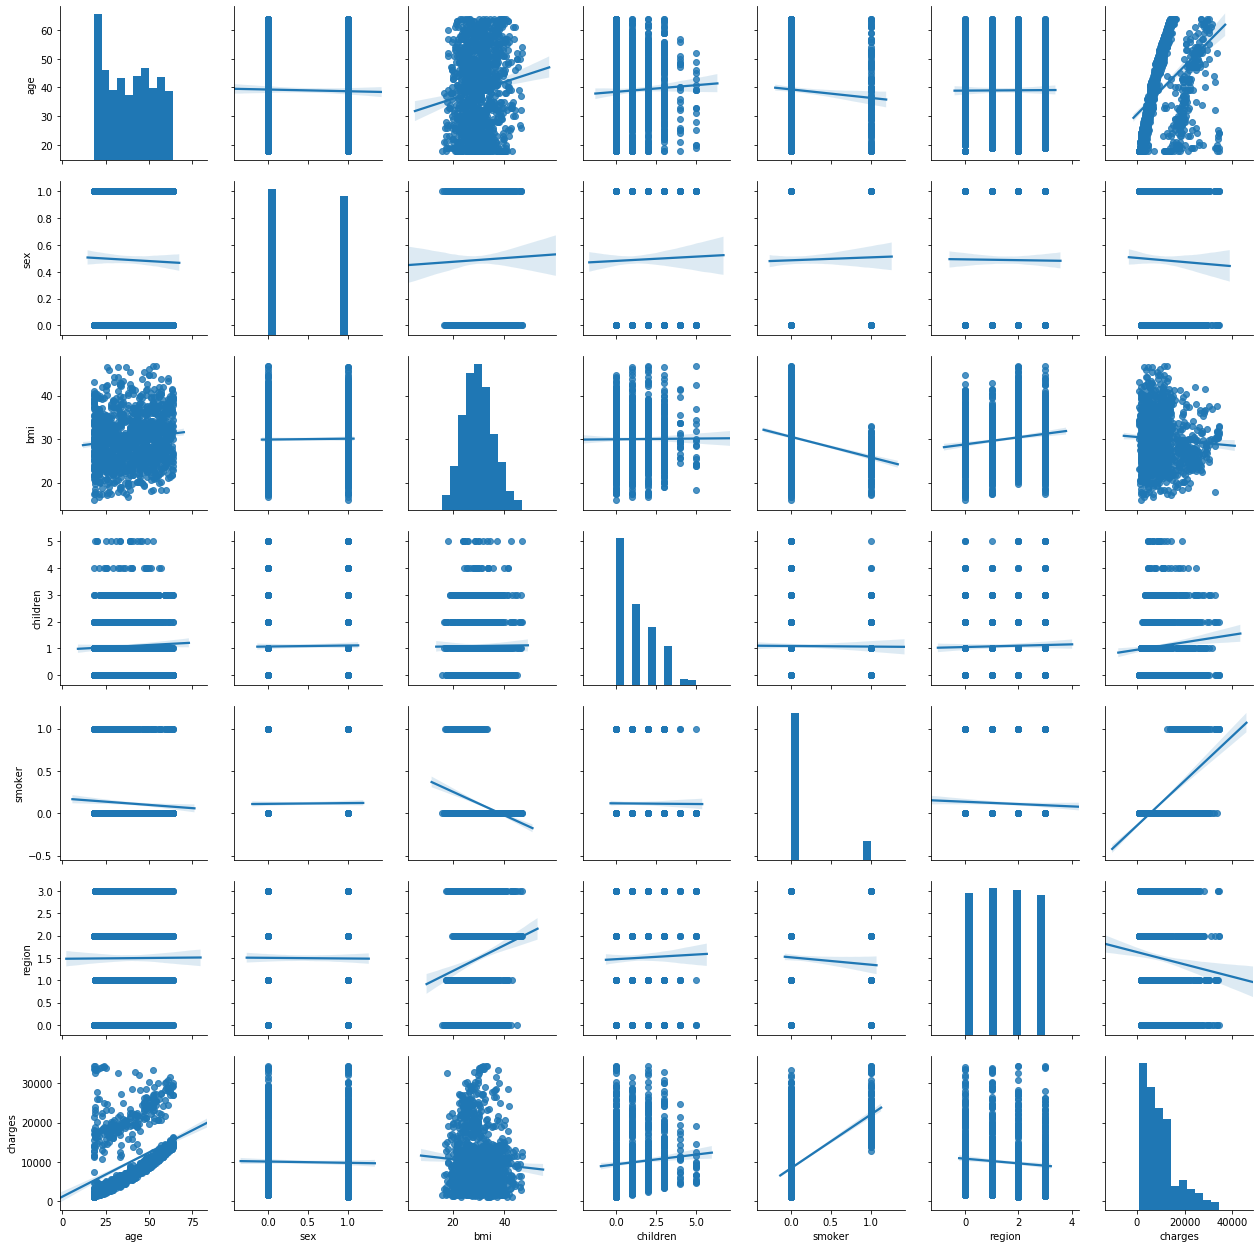 60
50
40
30
20
age
1.0
0.8
0.6
0.4
0.2
0.0
sex
40
30
20
bmi
5
4
3
2
1
0
children
1.0
0.5
0.0
−0.5
smoker
3.0
2.5
2.0
1.5
1.0
0.5
0.0
region
30000
20000
10000
0
charges
0 25 50 75
age
0.0 0.5 1.0
sex
20 40
bmi
0.0 2.5 5.0
children
0.0 0.5 1.0
smoker
0 2 4
region
0 20000 40000
charges